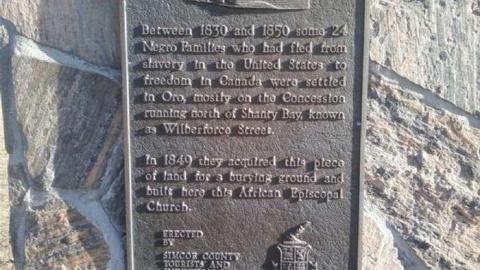 Between 1830 and 1850 some 24
Negro Families who had fled from
slavery in the United States to
freedom in Canada were settled
in Oro, mostly on the Concession
running north of Shanty Bay, known
as Wilberforce Street.
In 1849 they acquired this piece
of land for a burying ground and
built here this African Episcopal
Church.
ERECTED
BY
SIMCOE COUNTY
TOURISTS AND